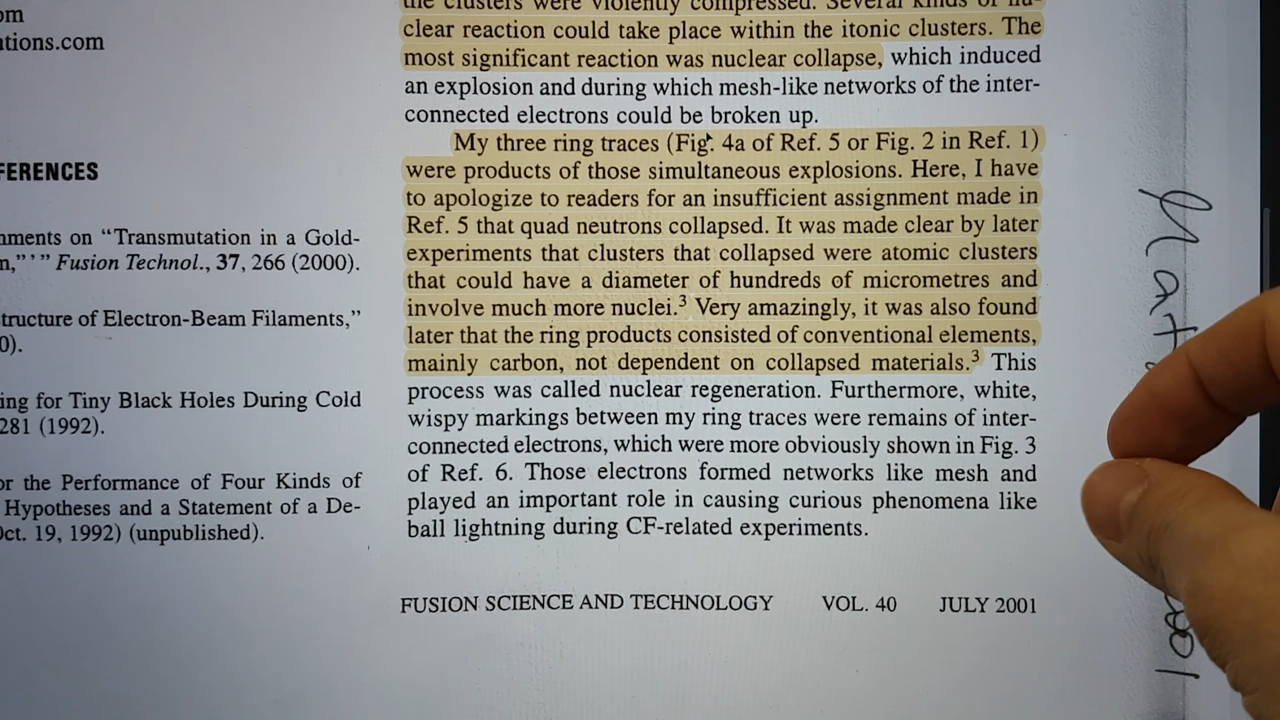 om
ations.com
FERENCES
nments on “Transmutation in a Gold-
n,” ’ ” Fusion Technol., 37, 266 (2000).
tructure of Electron-Beam Filaments,”
0).
ing for Tiny Black Holes During Cold
281 (1992).
or the Performance of Four Kinds of
Hypotheses and a Statement of a De-
Oct. 19, 1992) (unpublished).
the clusters were violently compressed. Several kinds of nu-
clear reaction could take place within the itonic clusters. The
most significant reaction was nuclear collapse, which induced
an explosion and during which mesh-like networks of the inter-
connected electrons could be broken up.
My three ring traces (Fig. 4a of Ref. 5 or Fig. 2 in Ref. 1)
were products of those simultaneous explosions. Here, I have
to apologize to readers for an insufficient assignment made in
Ref. 5 that quad neutrons collapsed. It was made clear by later
experiments that clusters that collapsed were atomic clusters
that could have a diameter of hundreds of micrometres and
involve much more nuclei.3 Very amazingly, it was also found
later that the ring products consisted of conventional elements,
mainly carbon, not dependent on collapsed materials.3 This
process was called nuclear regeneration. Furthermore, white,
wispy markings between my ring traces were remains of inter-
connected electrons, which were more obviously shown in Fig. 3
of Ref. 6. Those electrons formed networks like mesh and
played an important role in causing curious phenomena like
ball lightning during CF-related experiments.
FUSION SCIENCE AND TECHNOLOGY VOL. 40 JULY 2001